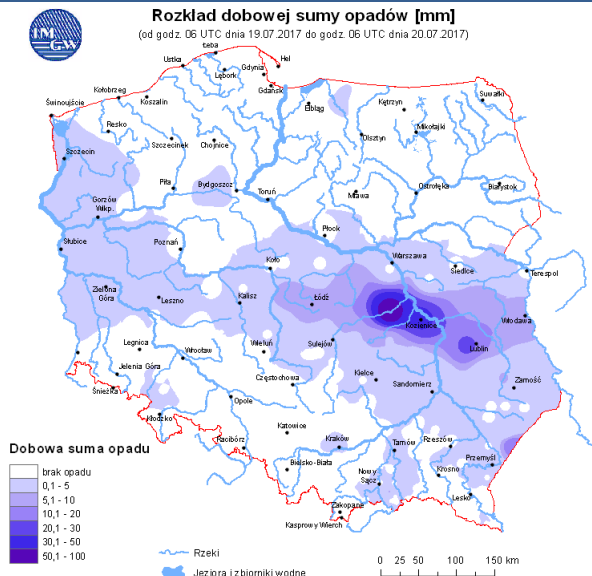 Rozkład dobowej sumy opadów [mm]
(od godz. 06 UTC dnia 19.07.2017 do godz. 06 UTC dnia 20.07.2017)
IM
GW
Łeba
Hel
Ustka
Gdynia
Lębork
Gdańsk
Suwałki
Kołobrzeg
Koszalin
Świnoujście
Elbląg
Kętrzyn
Resko
Mikołajki
Szczecinek
Chojnice
Olsztyn
Szczecin
Piła
Bydgoszcz
Toruń
Mława
Ostrołęka
Białystok
Gorzów
Wlkp.
Płock
Słubice
Poznań
Warszawa
Koło
Siedlce
Terespol
Zielona
Góra
Leszno
Kalisz
Łódź
Kozienice
Włodawa
Legnica
Wrocław
Wieluń
Sulejów
Lublin
Jelenia Góra
Kielce
Częstochowa
Sandomierz
Zamość
Śnieżka
Opole
Kłodzko
Katowice
Racibórz
Kraków
Tarnów
Rzeszów
Przemyśl
Bielsko-Biała
Nowy
Sącz
Krosno
Lesko
Zakopane
Kasprowy Wierch
Dobowa suma opadu
brak opadu
0,1 - 5
5,1 - 10
10,1 - 20
20,1 - 30
30,1 - 50
50,1 - 100
Rzeki
Jeziora i zbiorniki wodne
0 25 50 100 150 km